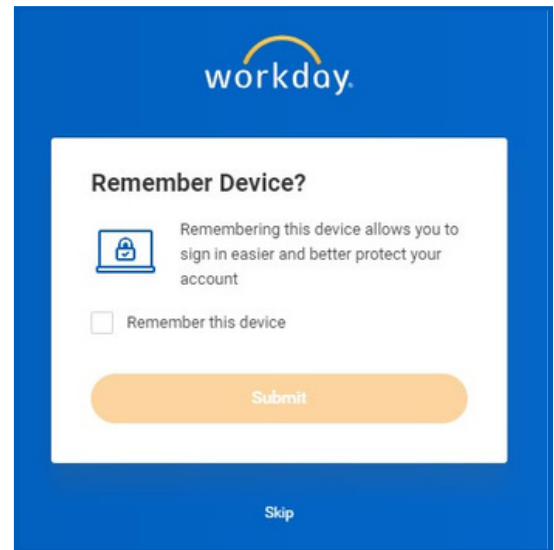 workday.
Remember Device?
Remembering this device allows you to
sign in easier and better protect your
account
Remember this device
Submit
Skip